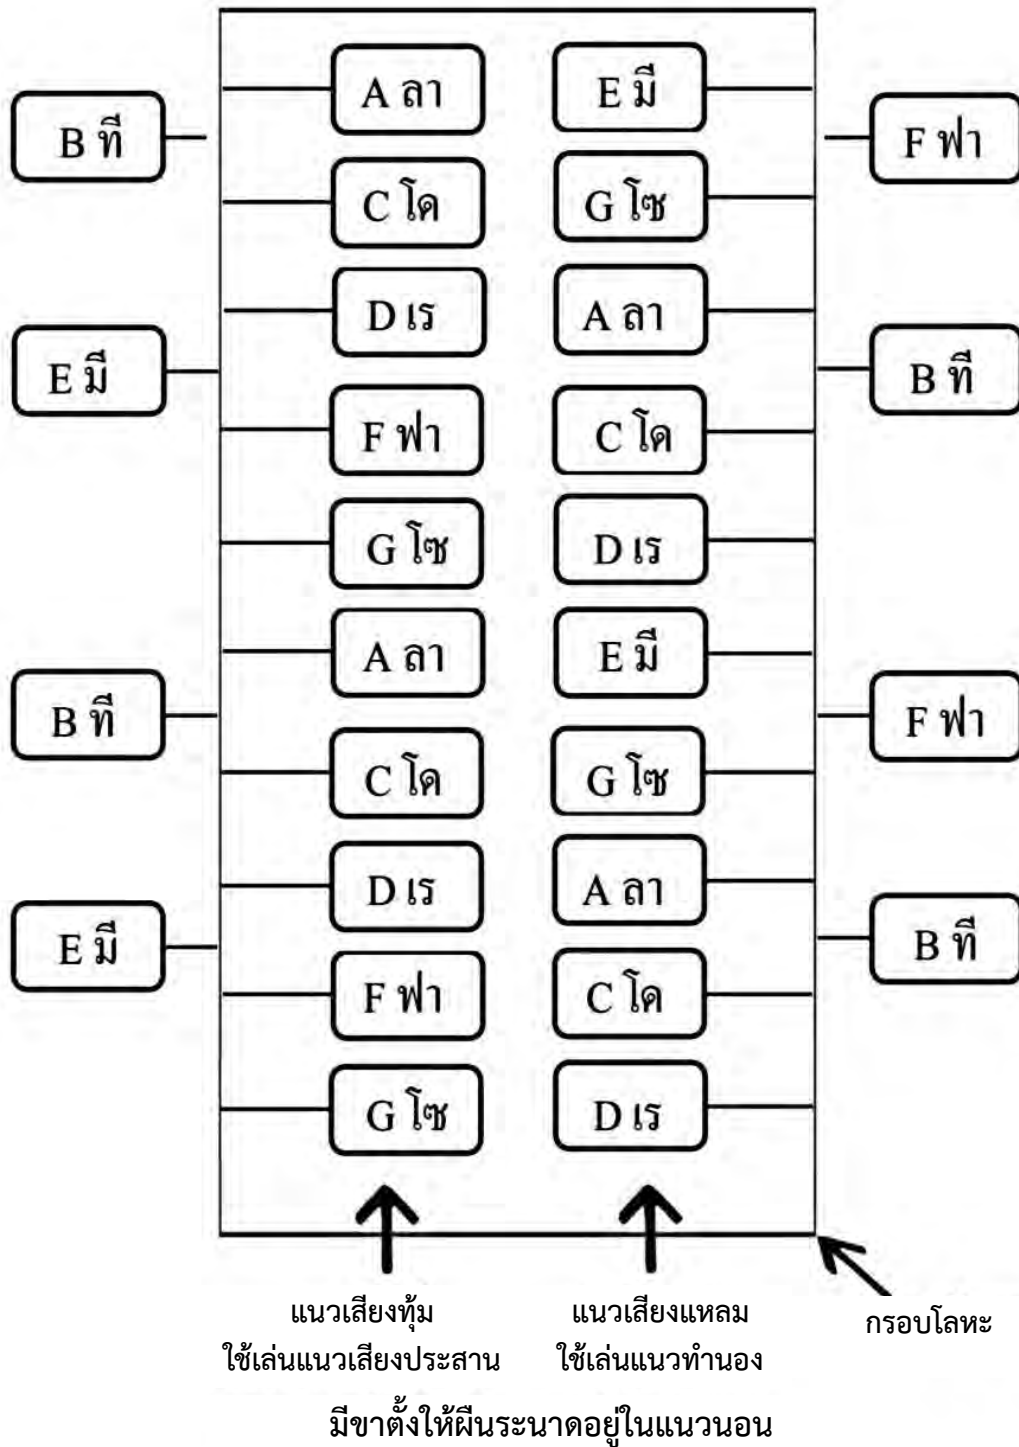 A ลา
E มี
B ที
F ฟา
C โด
G โซ
D เร
A ลา
E มี
B ที
F ฟา
C โด
G โซ
D เร
A ลา
E มี
B ที
F ฟา
C โด
G โซ
D เร
A ลา
E มี
B ที
F ฟา
C โด
G โซ
D เร
แนวเสียงทุ้ม
ใช้เล่นแนวเสียงประสาน
แนวเสียงแหลม
ใช้เล่นแนวทำนอง
กรอบโลหะ
มีขาตั้งให้ผืนระนาดอยู่ในแนวนอน